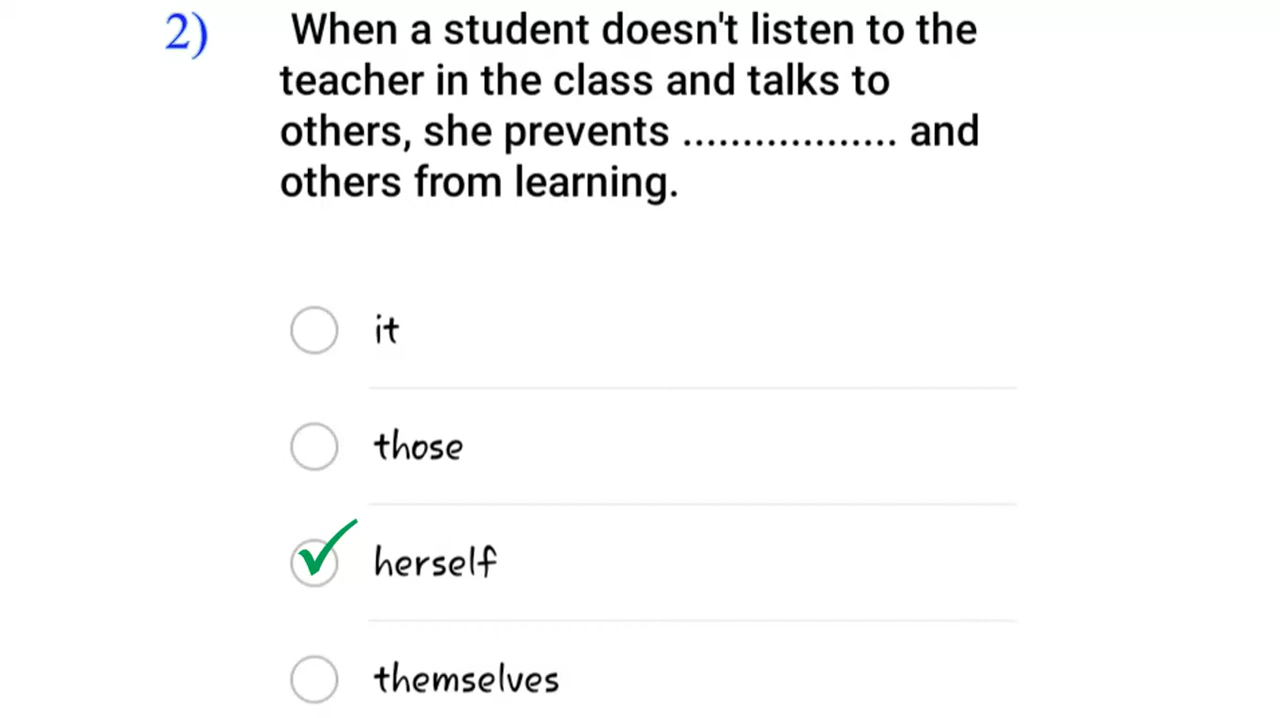 2) When a student doesn't listen to the
teacher in the class and talks to
others, she prevents .................. and
others from learning.
it
those
herself
themselves